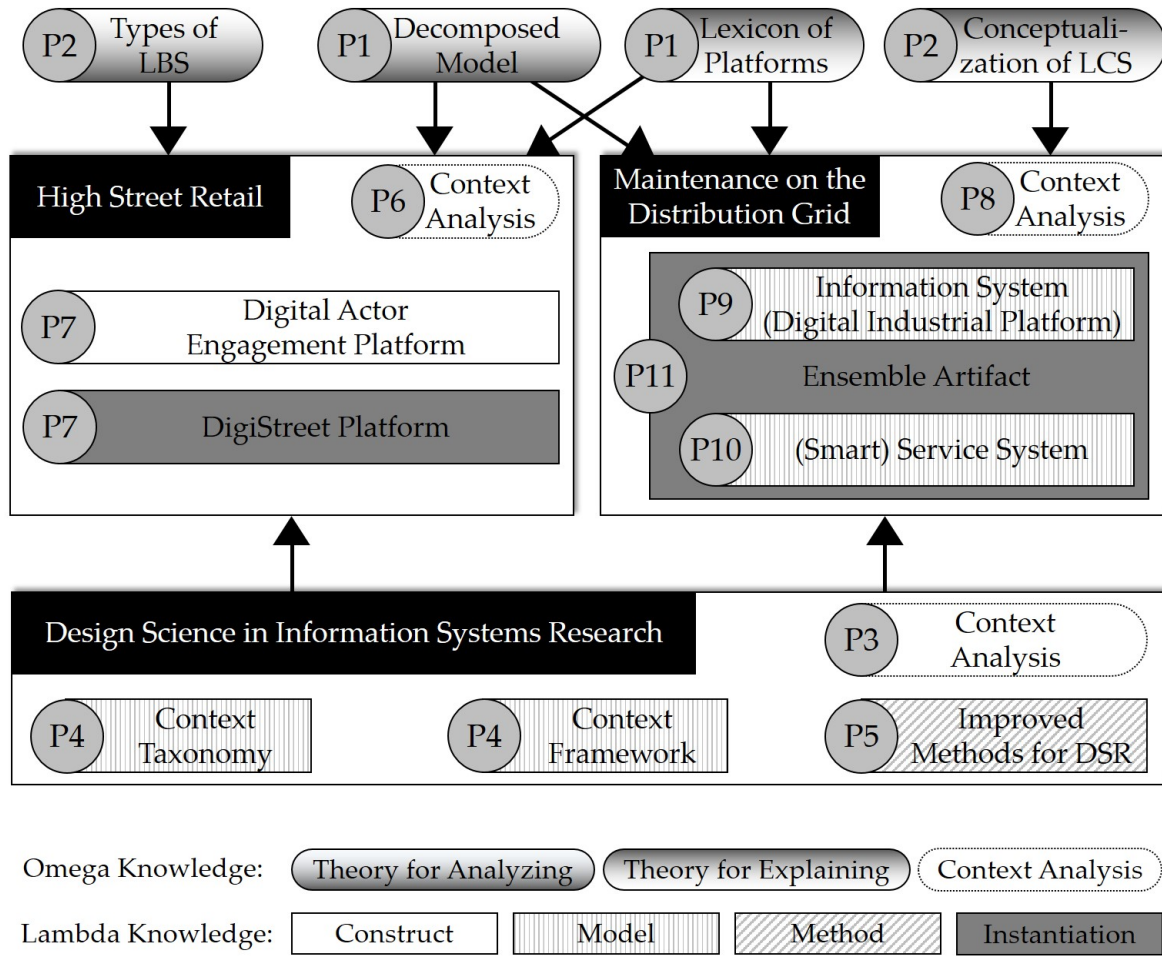 P2
Types of
LBS
P1
Decomposed
Model
P1
Lexicon of
Platforms
P2
Conceptuali-
zation of LCS
High Street Retail
P6
Context
Analysis
P7
Digital Actor
Engagement Platform
P7
DigiStreet Platform
Maintenance on the
Distribution Grid
P8
Context
Analysis
P9
Information System
(Digital Industrial Platform)
P11
Ensemble Artifact
P10
(Smart) Service System
Design Science in Information Systems Research
P3
Context
Analysis
P4
Context
Taxonomy
P4
Context
Framework
P5
Improved
Methods for DSR
Omega Knowledge:
Theory for Analyzing
Theory for Explaining
Context Analysis
Lambda Knowledge:
Construct
Model
Method
Instantiation